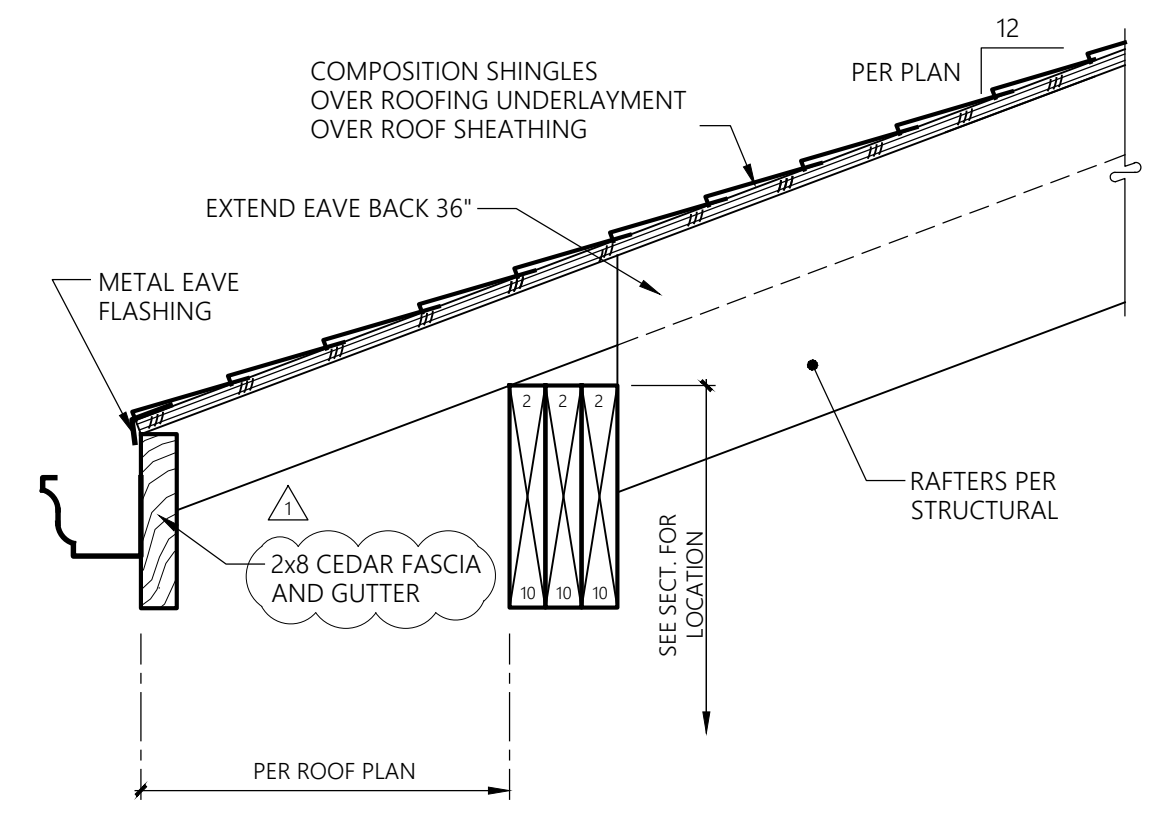 12
PER PLAN
COMPOSITION SHINGLES
OVER ROOFING UNDERLAYMENT
OVER ROOF SHEATHING
EXTEND EAVE BACK 36"
METAL EAVE
FLASHING
2 2 2
10 10 10
1
2x8 CEDAR FASCIA
AND GUTTER
SEE SECT. FOR
LOCATION
RAFTERS PER
STRUCTURAL
PER ROOF PLAN